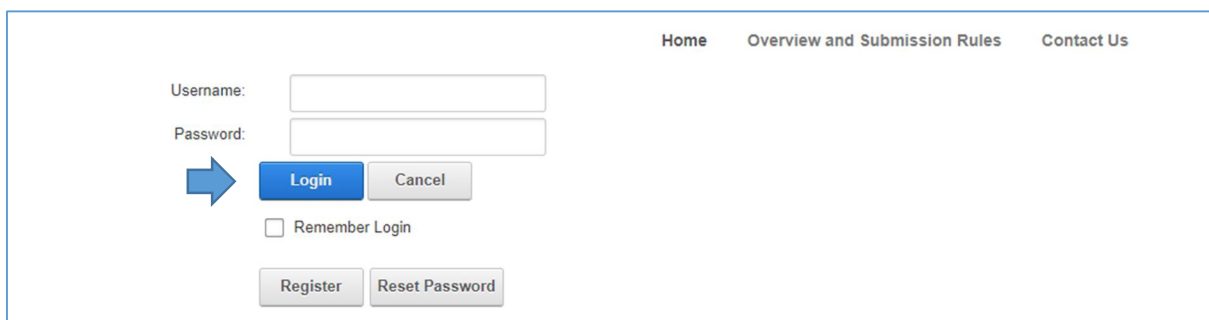 Home Overview and Submission Rules Contact Us
Username:
Password:
Login Cancel
Remember Login
Register Reset Password